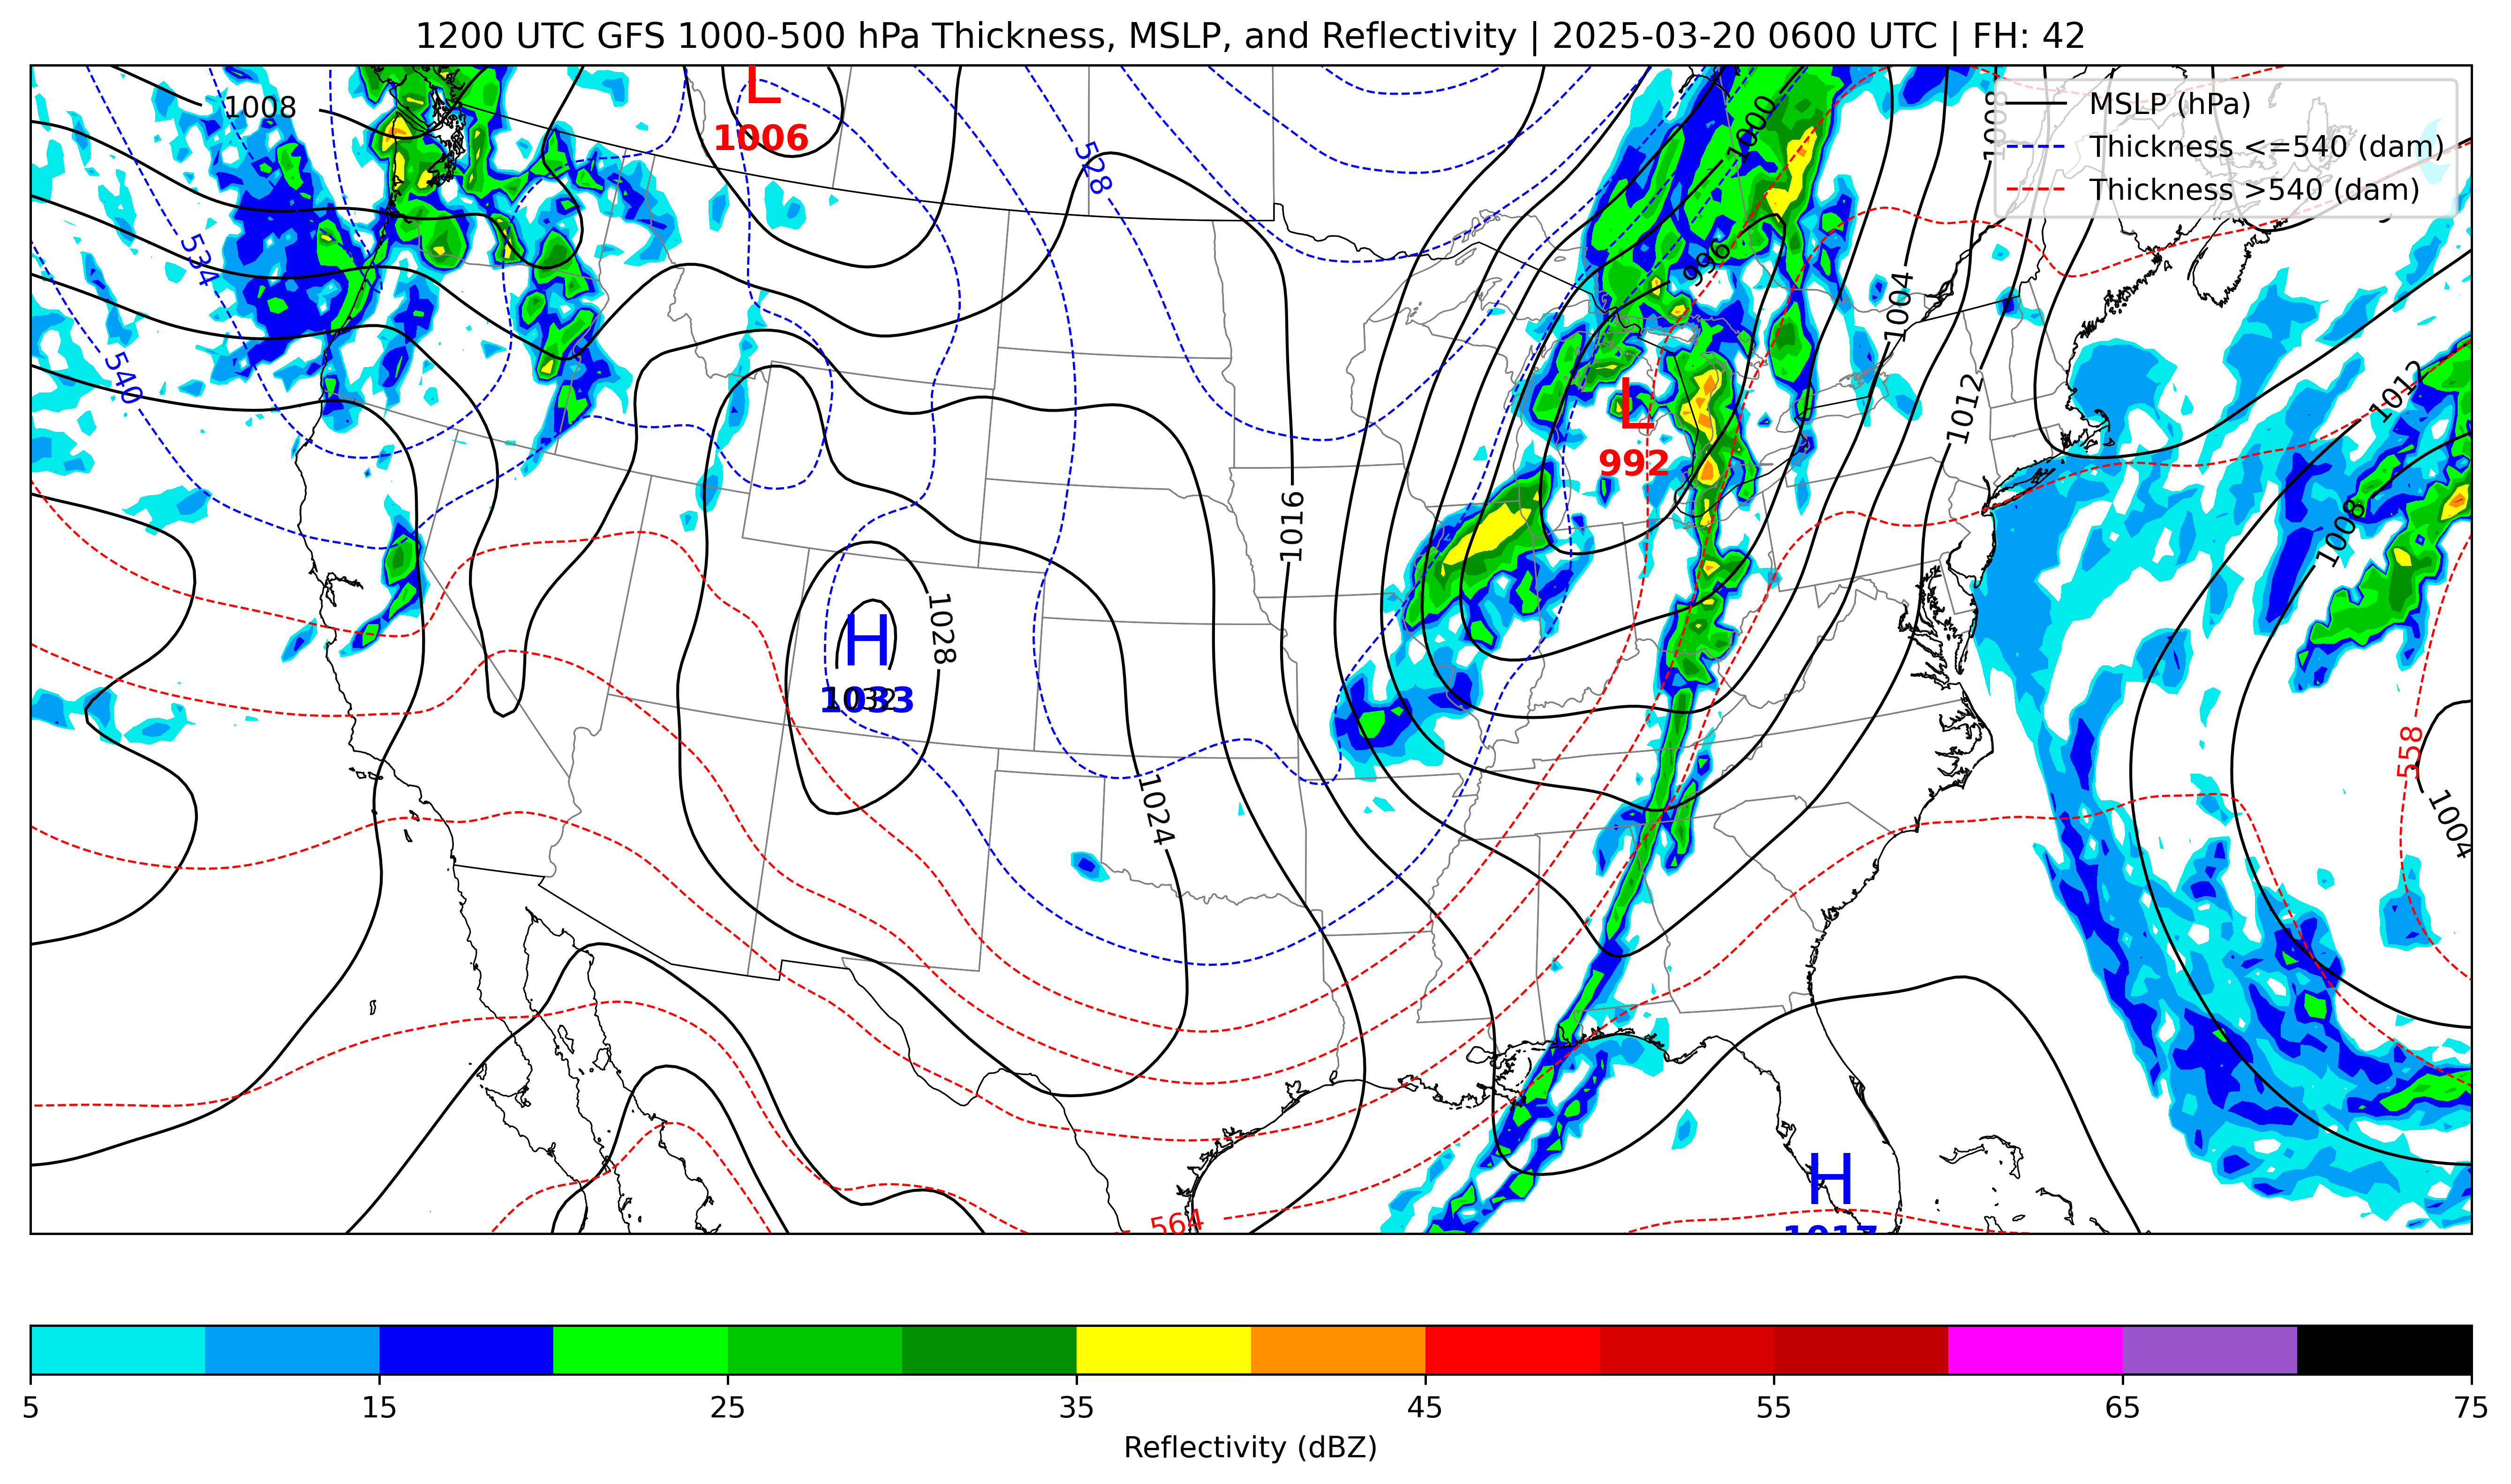 1200 UTC GFS 1000-500 hPa Thickness, MSLP, and Reflectivity | 2025-03-20 0600 UTC | FH: 42
MSLP (hPa)
Thickness <=540 (dam)
Thickness >540 (dam)
1008
L
1006
528
1000
1008
534
996
1004
540
L
992
1012
1012
1016
1008
1028
H
1032
1033
558
1024
1004
H
1017
564
5 15 25 35 45 55 65 75
Reflectivity (dBZ)